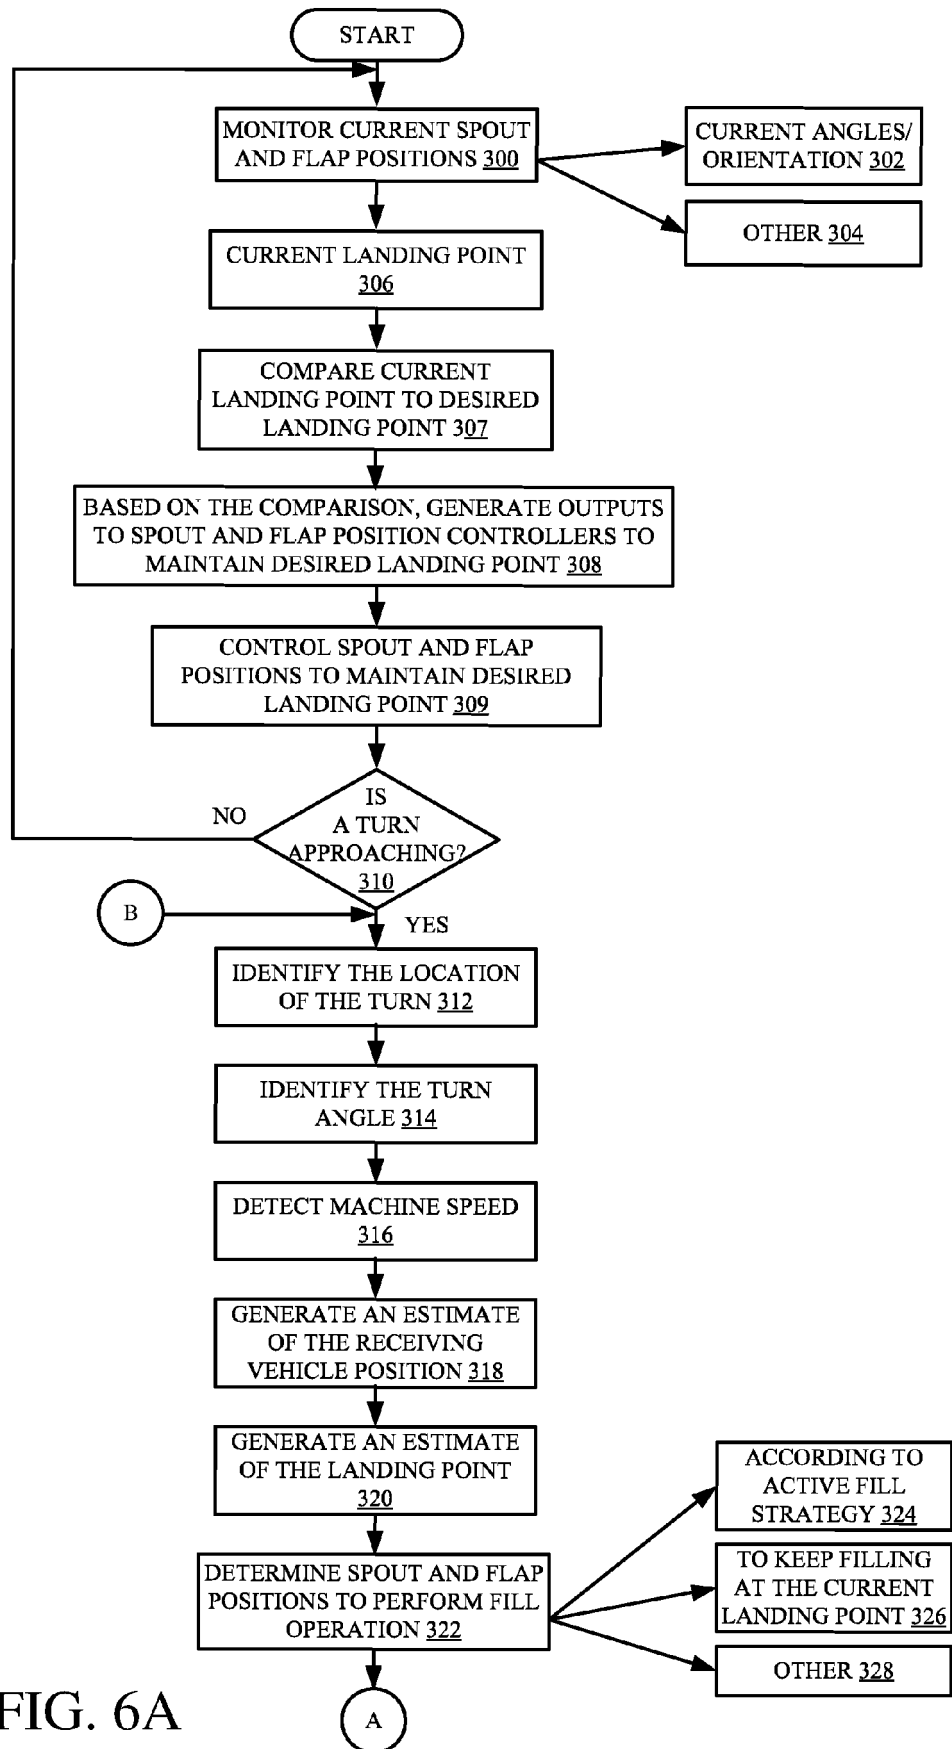 START
MONITOR CURRENT SPOUT
AND FLAP POSITIONS 300
CURRENT ANGLES/
ORIENTATION 302
OTHER 304
CURRENT LANDING POINT
306
COMPARE CURRENT
LANDING POINT TO DESIRED
LANDING POINT 307
BASED ON THE COMPARISON, GENERATE OUTPUTS
TO SPOUT AND FLAP POSITION CONTROLLERS TO
MAINTAIN DESIRED LANDING POINT 308
CONTROL SPOUT AND FLAP
POSITIONS TO MAINTAIN DESIRED
LANDING POINT 309
NO
IS
A TURN
APPROACHING?
310
B
YES
IDENTIFY THE LOCATION
OF THE TURN 312
IDENTIFY THE TURN
ANGLE 314
DETECT MACHINE SPEED
316
GENERATE AN ESTIMATE
OF THE RECEIVING
VEHICLE POSITION 318
GENERATE AN ESTIMATE
OF THE LANDING POINT
320
DETERMINE SPOUT AND FLAP
POSITIONS TO PERFORM FILL
OPERATION 322
ACCORDING TO
ACTIVE FILL
STRATEGY 324
TO KEEP FILLING
AT THE CURRENT
LANDING POINT 326
OTHER 328
A
FIG. 6A